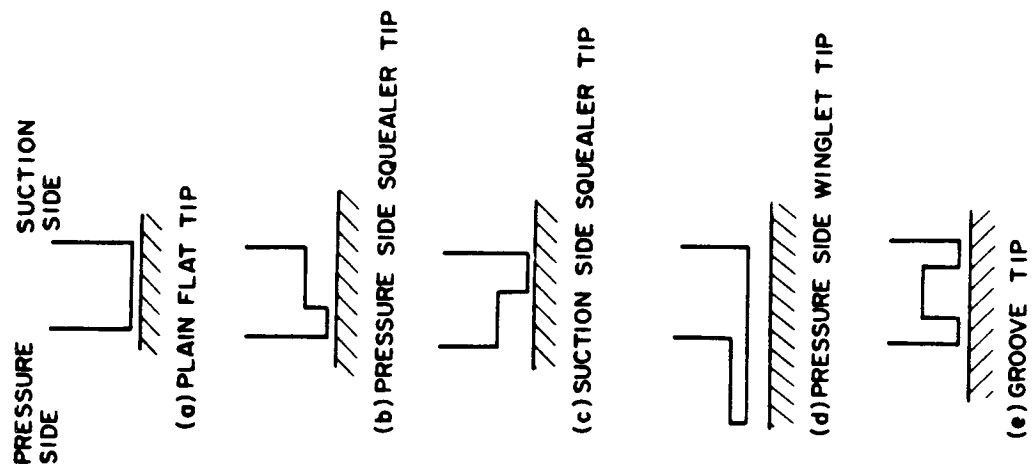 PRESSURE
SIDE
SUCTION
SIDE
(a) PLAIN FLAT TIP
(b) PRESSURE SIDE SQUEALER TIP
(c) SUCTION SIDE SQUEALER TIP
(d) PRESSURE SIDE WINGLET TIP
(e) GROOVE TIP